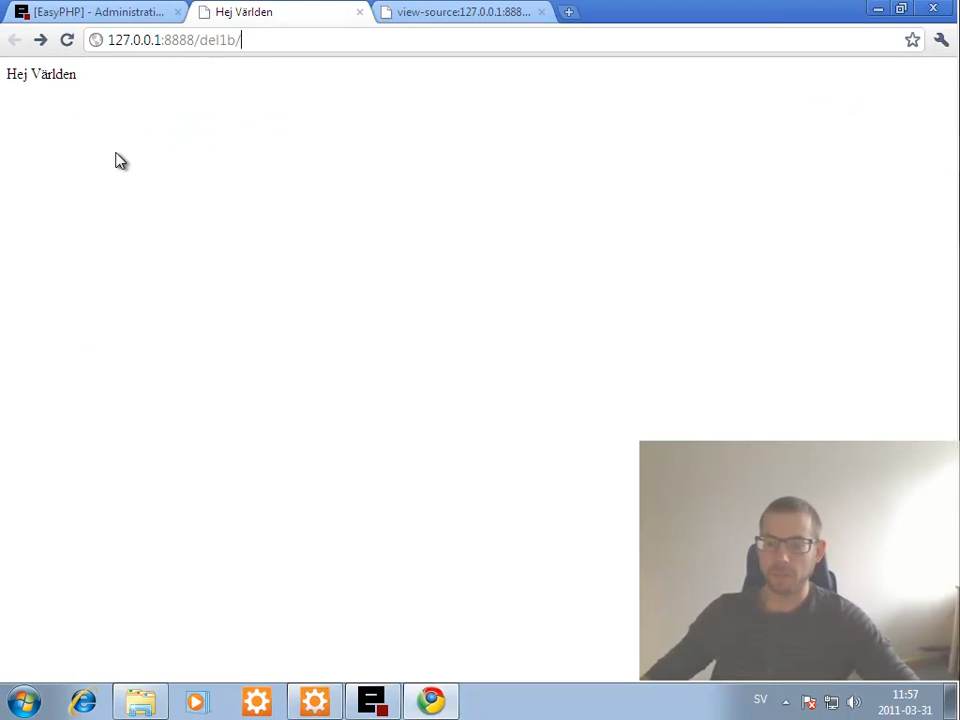 [EasyPHP] - Administrati...
Hej Världen
view-source:127.0.0.1:888...
127.0.0.1:8888/del1b/
Hej Världen
SV
11:57
2011-03-31